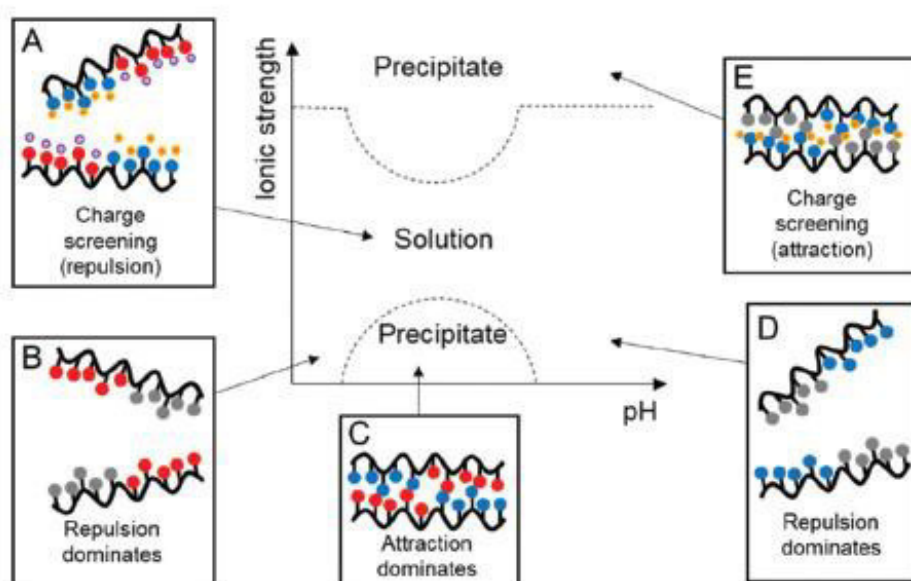 A
Charge
screening
(repulsion)
B
Repulsion
dominates
Ionic strength
Precipitate
Solution
Precipitate
pH
C
Attraction
dominates
E
Charge
screening
(attraction)
D
Repulsion
dominates